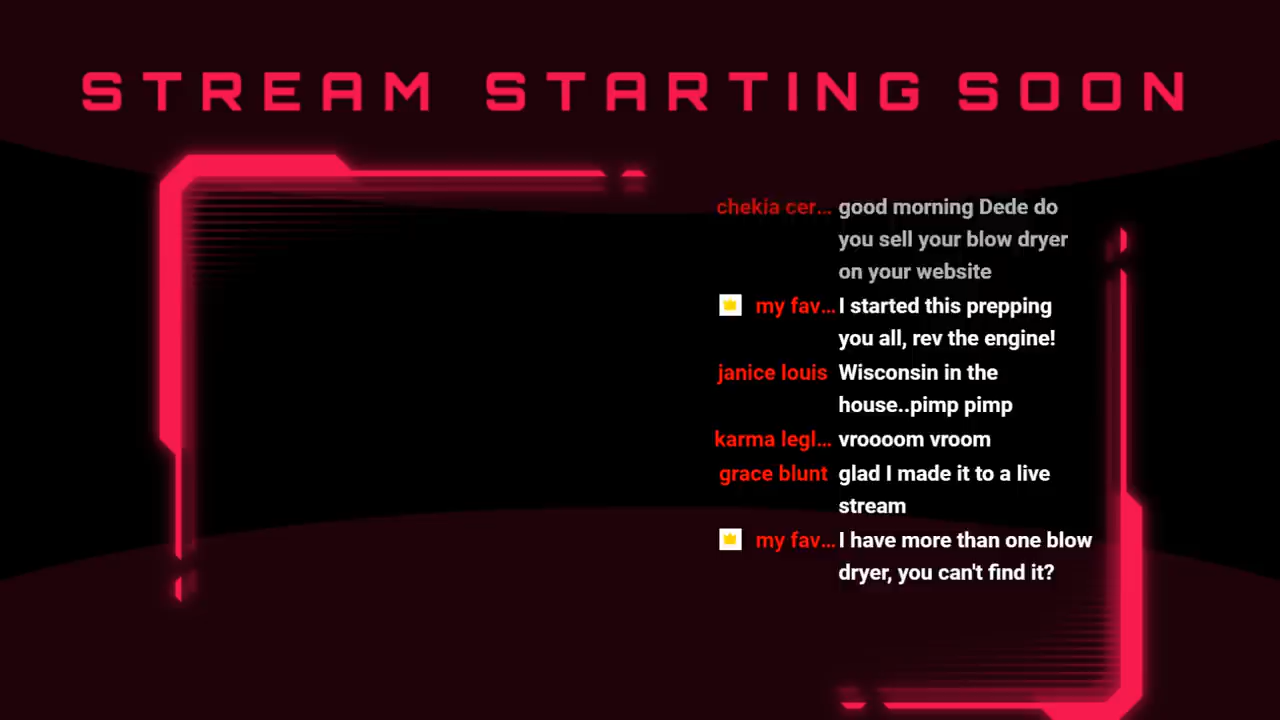 STREAM STARTING SOON
chekia cer... good morning Dede do
you sell your blow dryer
on your website
my fav... I started this prepping
you all, rev the engine!
janice louis Wisconsin in the
house..pimp pimp
karma legl... vroooom vroom
grace blunt glad I made it to a live
stream
my fav... I have more than one blow
dryer, you can't find it?